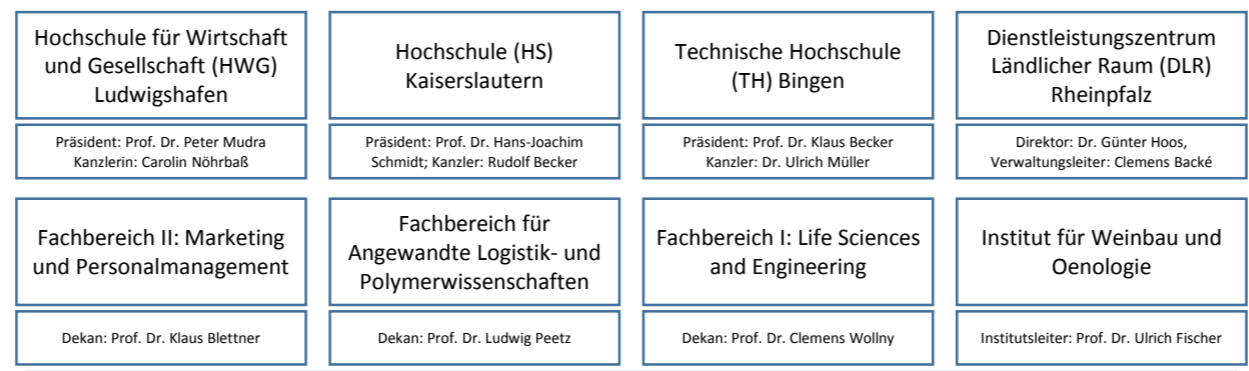 Hochschule für Wirtschaft
und Gesellschaft (HWG)
Ludwigshafen
Präsident: Prof. Dr. Peter Mudra
Kanzlerin: Carolin Nöhrbaß
Hochschule (HS)
Kaiserslautern
Präsident: Prof. Dr. Hans-Joachim
Schmidt; Kanzler: Rudolf Becker
Technische Hochschule
(TH) Bingen
Präsident: Prof. Dr. Klaus Becker
Kanzler: Dr. Ulrich Müller
Dienstleistungszentrum
Ländlicher Raum (DLR)
Rheinpfalz
Direktor: Dr. Günter Hoos,
Verwaltungsleiter: Clemens Backé
Fachbereich II: Marketing
und Personalmanagement
Dekan: Prof. Dr. Klaus Blettner
Fachbereich für
Angewandte Logistik- und
Polymerwissenschaften
Dekan: Prof. Dr. Ludwig Peetz
Fachbereich I: Life Sciences
and Engineering
Dekan: Prof. Dr. Clemens Wollny
Institut für Weinbau und
Oenologie
Institutsleiter: Prof. Dr. Ulrich Fischer